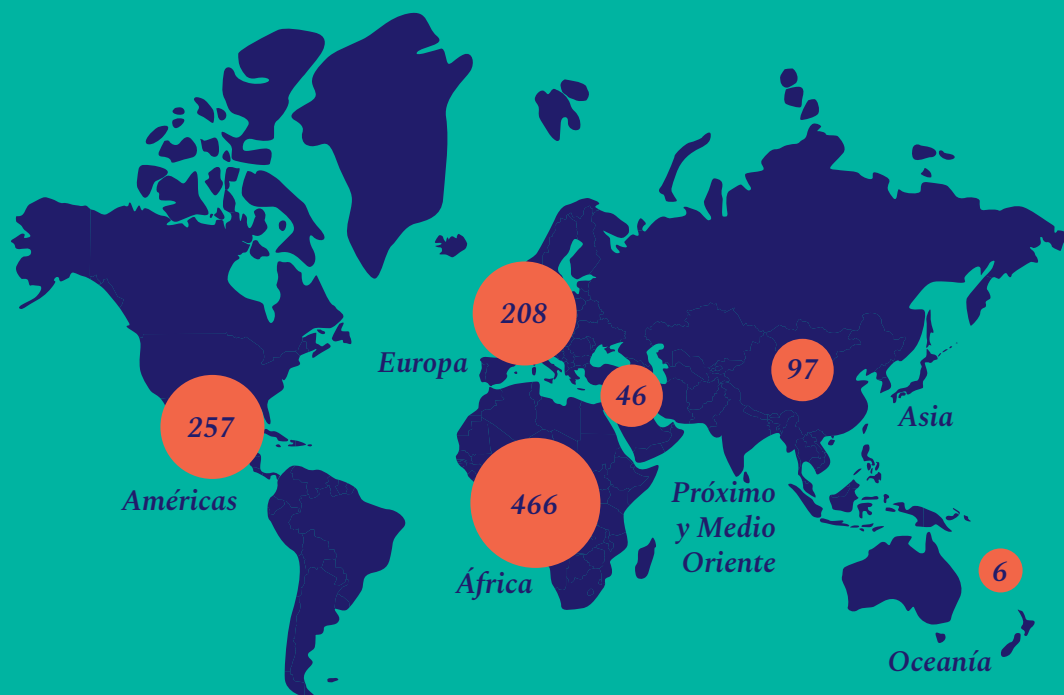 208
Europa
97
46
Asia
257
Américas
466
África
Próximo
y Medio
Oriente
6
Oceanía